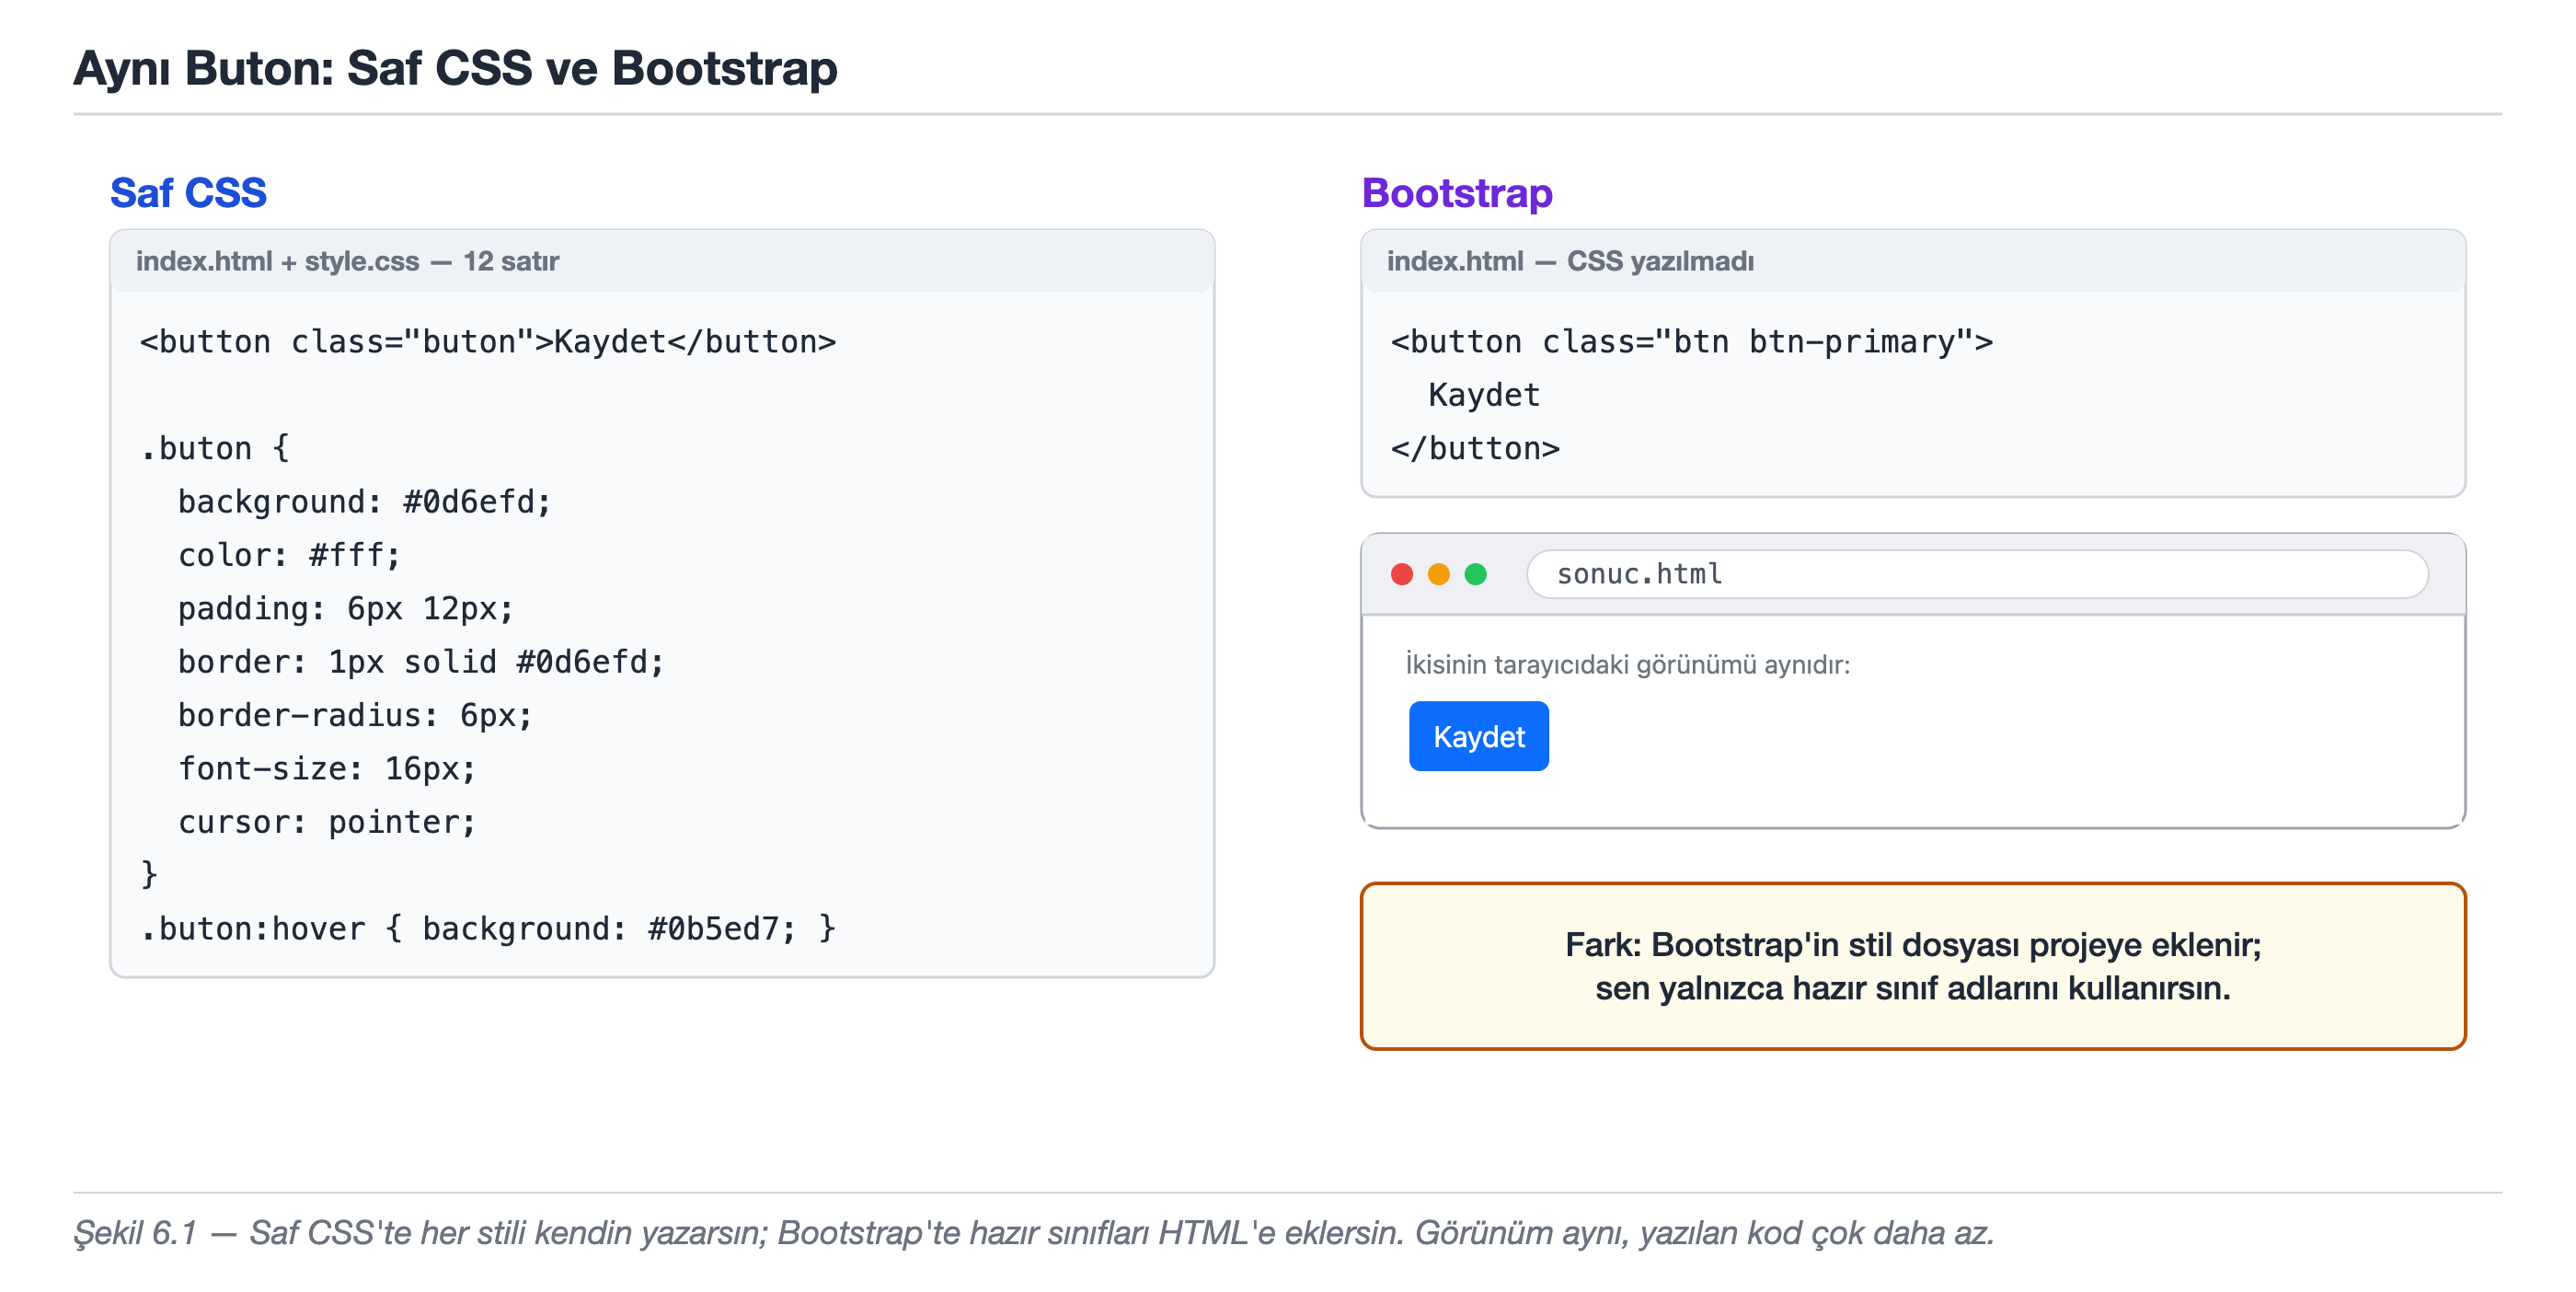 Aynı Buton: Saf CSS ve Bootstrap
Saf CSS
index.html + style.css — 12 satır
<button class="buton">Kaydet</button>
.buton {
  background: #0d6efd;
  color: #fff;
  padding: 6px 12px;
  border: 1px solid #0d6efd;
  border-radius: 6px;
  font-size: 16px;
  cursor: pointer;
}
.buton:hover { background: #0b5ed7; }
Bootstrap
index.html — CSS yazılmadı
<button class="btn btn-primary">
  Kaydet
</button>
sonuc.html
İkisinin tarayıcıdaki görünümü aynıdır:
Kaydet
Fark: Bootstrap'in stil dosyası projeye eklenir;
sen yalnızca hazır sınıf adlarını kullanırsın.
Şekil 6.1 — Saf CSS'te her stili kendin yazarsın; Bootstrap'te hazır sınıfları HTML'e eklersin. Görünüm aynı, yazılan kod çok daha az.